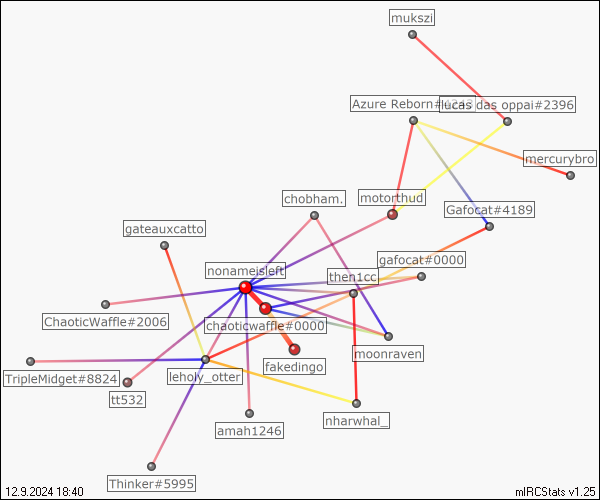 mukszi
Azure Reborn#
lucas das oppai#2396
mercurybro
chobham.
motorthud
Gafocat#4189
gateauxcatto
gafocat#0000
nonameisleft
then1cc
ChaoticWaffle#2006
chaoticwaffle#0000
moonraven
fakedingo
TripleMidget#8824
leholy_otter
tt532
nharwhal_
amah1246
Thinker#5995
12.9.2024 18:40
mIRCStats v1.25